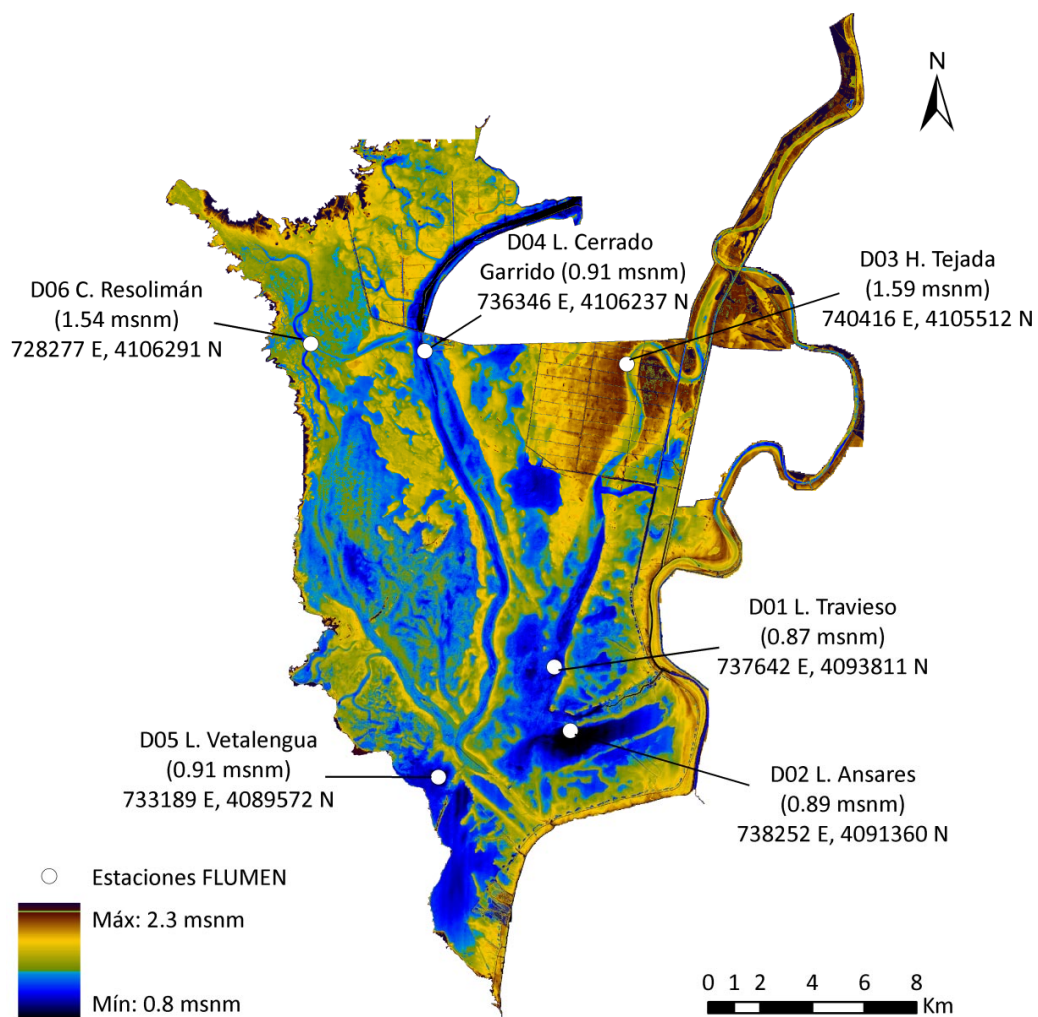 N
D04 L. Cerrado
Garrido (0.91 msnm)
736346 E, 4106237 N
D03 H. Tejada
(1.59 msnm)
740416 E, 4105512 N
D06 C. Resolimán
(1.54 msnm)
728277 E, 4106291 N
D01 L. Travieso
(0.87 msnm)
737642 E, 4093811 N
D05 L. Vetalengua
(0.91 msnm)
733189 E, 4089572 N
D02 L. Ansares
(0.89 msnm)
738252 E, 4091360 N
Estaciones FLUMEN
Máx: 2.3 msnm
Mín: 0.8 msnm
0 1 2 4 6 8
Km